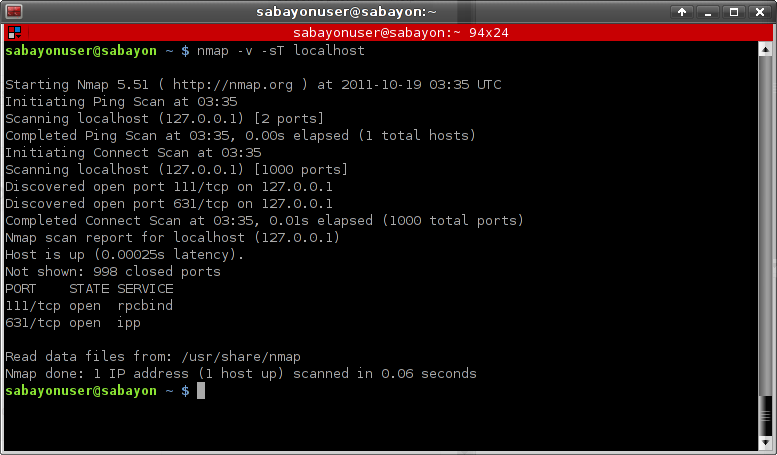 sabayonuser@sabayon:~
sabayonuser@sabayon:~ 94x24
sabayonuser@sabayon ~ $ nmap -v -sT localhost
Starting Nmap 5.51 ( http://nmap.org ) at 2011-10-19 03:35 UTC
Initiating Ping Scan at 03:35
Scanning localhost (127.0.0.1) [2 ports]
Completed Ping Scan at 03:35, 0.00s elapsed (1 total hosts)
Initiating Connect Scan at 03:35
Scanning localhost (127.0.0.1) [1000 ports]
Discovered open port 111/tcp on 127.0.0.1
Discovered open port 631/tcp on 127.0.0.1
Completed Connect Scan at 03:35, 0.01s elapsed (1000 total ports)
Nmap scan report for localhost (127.0.0.1)
Host is up (0.00025s latency).
Not shown: 998 closed ports
PORT    STATE SERVICE
111/tcp open  rpcbind
631/tcp open  ipp
Read data files from: /usr/share/nmap
Nmap done: 1 IP address (1 host up) scanned in 0.06 seconds
sabayonuser@sabayon ~ $